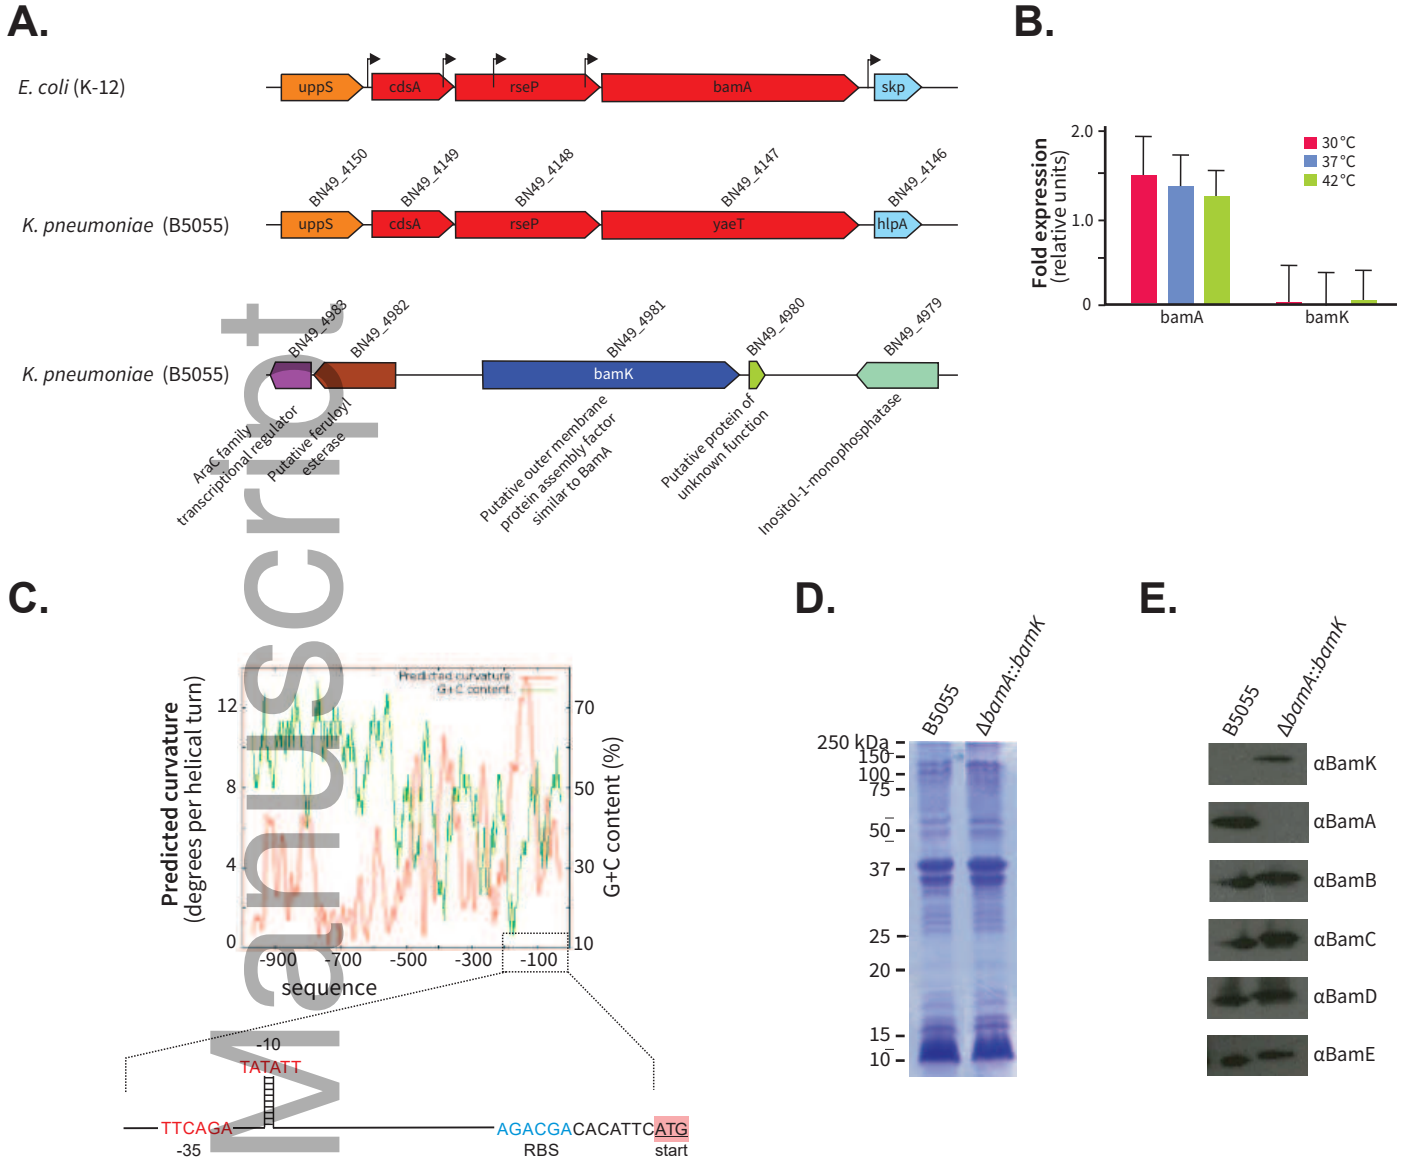 A.
E. coli (K-12)
uppS
cdsA
rseP
bamA
skp
BN49_4150
BN49_4149
BN49_4148
BN49_4147
BN49_4146
K. pneumoniae (B5055)
uppS
cdsA
rseP
yaeT
hlpA
BN49_4983
BN49_4982
BN49_4981
BN49_4980
BN49_4979
K. pneumoniae (B5055)
bamK
AraC family
transcriptional regulator
Putative feruloyl
esterase
Putative outer membrane
protein assembly factor
similar to BamA
Putative protein of
unknown function
Inositol-1-monophosphatase
B.
Fold expression
(relative units)
2.0
1.0
0
30°C
37°C
42°C
bamA
bamK
C.
Predicted curvature
(degrees per helical turn)
12
8
4
0
Predicted curvature
G+C content
70
50
30
10
G+C content (%)
-900
-700
-500
-300
-100
sequence
-10
TATATT
TTCAGA
-35
AGACGACACATTCATG
RBS
start
D.
B5055
ΔbamA::bamK
250 kDa
150
100
75
50
37
25
20
15
10
E.
B5055
ΔbamA::bamK
αBamK
αBamA
αBamB
αBamC
αBamD
αBamE
Manuscript